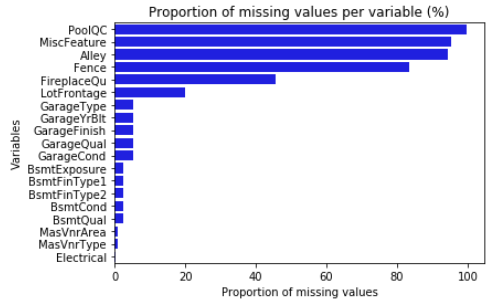 Proportion of missing values per variable (%)
PoolQC
MiscFeature
Alley
Fence
FireplaceQu
LotFrontage
GarageType
GarageYrBlt
GarageFinish
GarageQual
GarageCond
BsmtExposure
BsmtFinType1
BsmtFinType2
BsmtCond
BsmtQual
MasVnrArea
MasVnrType
Electrical
Variables
0 20 40 60 80 100
Proportion of missing values